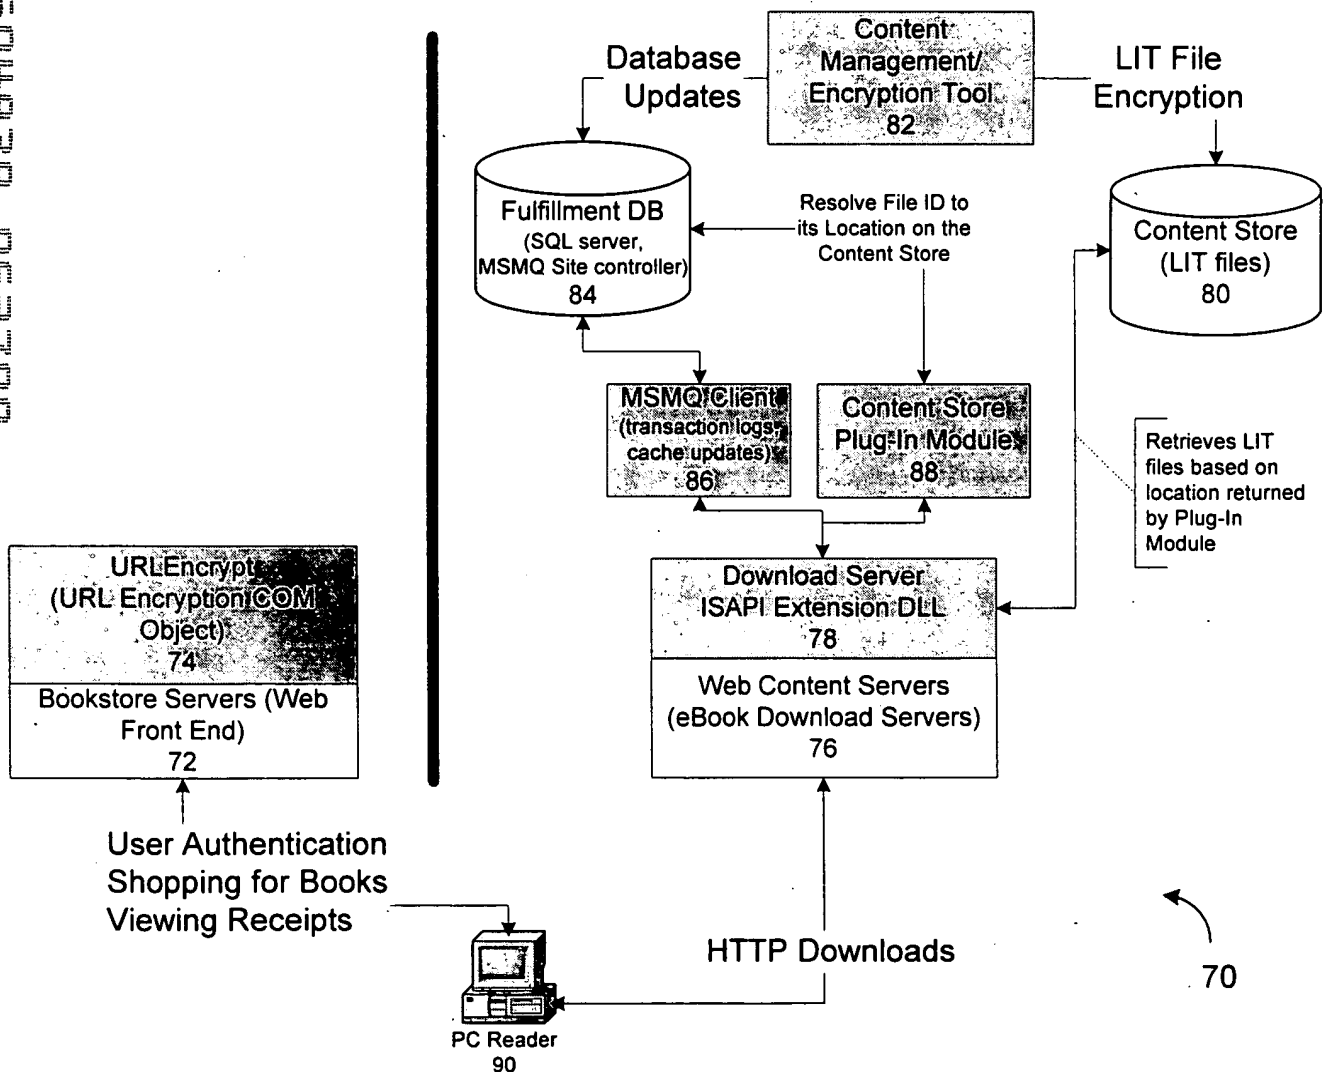 Content
Management/
Encryption Tool
82
Database
Updates
LIT File
Encryption
Fulfillment DB
(SQL server,
MSMQ Site controller)
84
Resolve File ID to
its Location on the
Content Store
Content Store
(LIT files)
80
MSMQ Client
(transaction logs,
cache updates)
86
Content Store
Plug-In Module
88
Retrieves LIT
files based on
location returned
by Plug-In
Module
URLEncrypt
(URL Encryption COM
Object)
74
Bookstore Servers (Web
Front End)
72
Download Server
ISAPI Extension DLL
78
Web Content Servers
(eBook Download Servers)
76
User Authentication
Shopping for Books
Viewing Receipts
HTTP Downloads
PC Reader
90
70